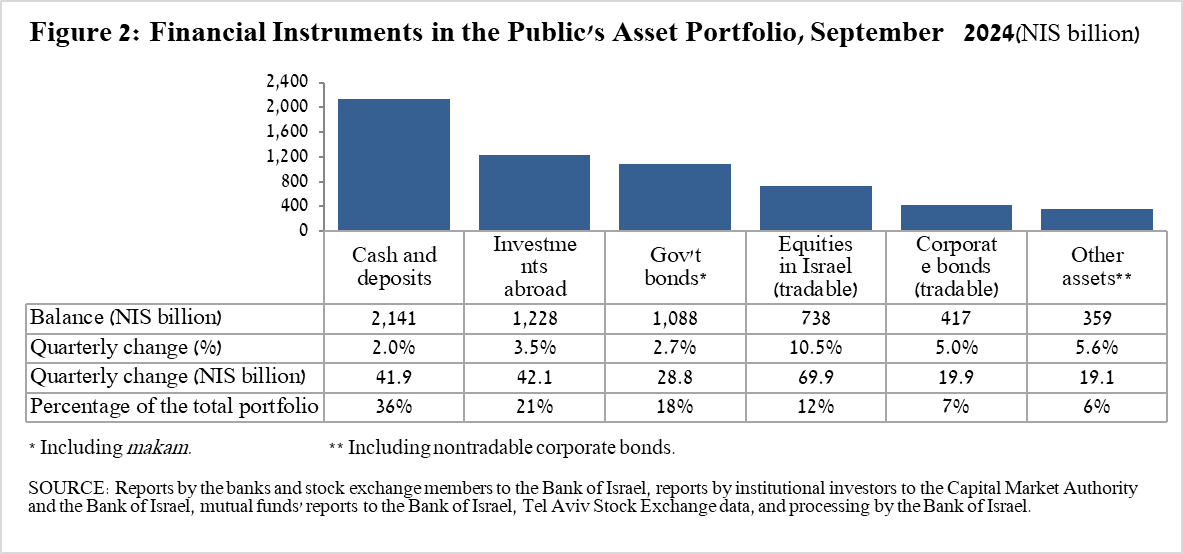 Figure 2: Financial Instruments in the Public's Asset Portfolio, September 2024(NIS billion)
2,400
2,000
1,600
1,200
800
400
0
Cash and
deposits
Investme
nts
abroad
Gov't
bonds*
Equities
in Israel
(tradable)
Corporat
e bonds
(tradable)
Other
assets**
Balance (NIS billion) 2,141 1,228 1,088 738 417 359
Quarterly change (%) 2.0% 3.5% 2.7% 10.5% 5.0% 5.6%
Quarterly change (NIS billion) 41.9 42.1 28.8 69.9 19.9 19.1
Percentage of the total portfolio 36% 21% 18% 12% 7% 6%
* Including makam. ** Including nontradable corporate bonds.
SOURCE: Reports by the banks and stock exchange members to the Bank of Israel, reports by institutional investors to the Capital Market Authority
and the Bank of Israel, mutual funds' reports to the Bank of Israel, Tel Aviv Stock Exchange data, and processing by the Bank of Israel.